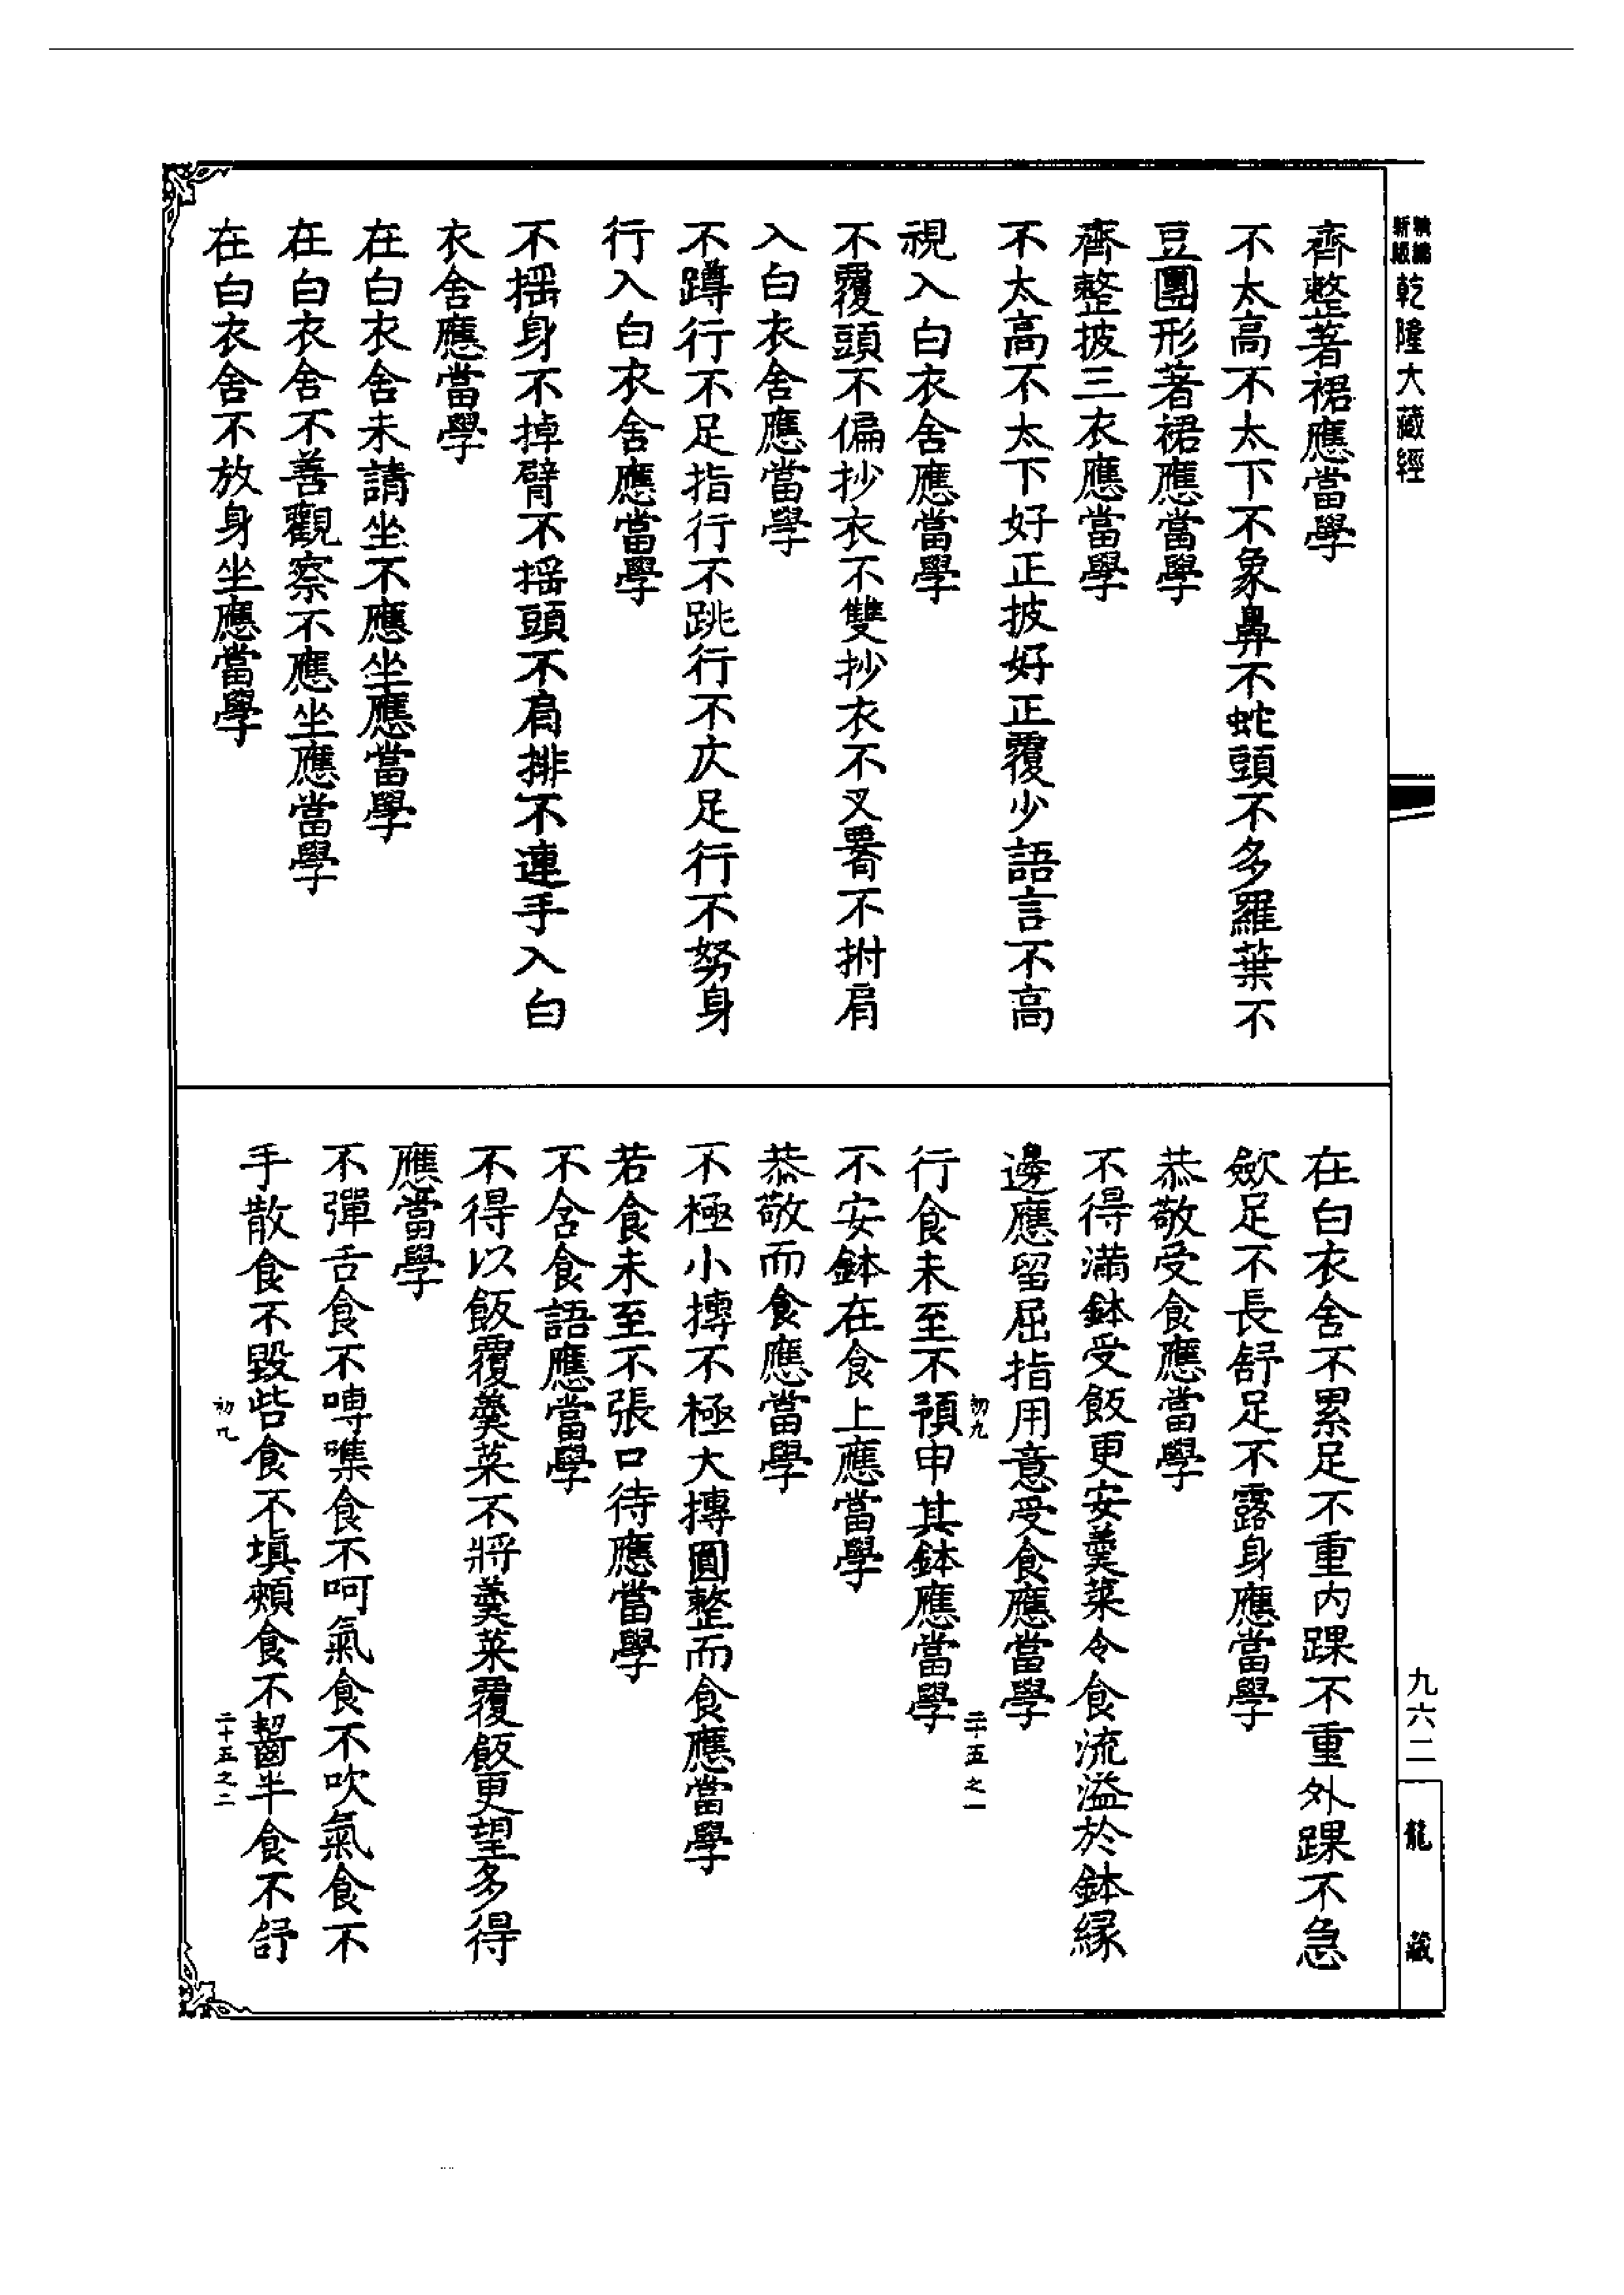 精編新版
乾隆大藏經
齊整著裙應當學
不太高不太下不象鼻不蛇頭不多羅葉不
豆團形著裙應當學
齊整披三衣應當學
不太高不太下好正披好正覆少語言不高
視入白衣舍應當學
不覆頭不偏抄衣不雙抄衣不叉腰不拊肩
入白衣舍應當學
不蹲行不足指行不跳行不仄足行不努身
行入白衣舍應當學
不搖身不掉臂不搖頭不肩排不連手入白
衣舍應當學
在白衣舍未請坐不應坐應當學
在白衣舍不善觀察不應坐應當學
在白衣舍不放身坐應當學
在白衣舍不累足不重内踝不重外踝不急
斂足不長舒足不露身應當學
恭敬受食應當學
不得滿鉢受飯更安羹菜令食流溢於鉢緣
邊應留屈指用意受食應當學
初九
二十五之一
行食未至不預申其鉢應當學
不安鉢在食上應當學
恭敬而食應當學
不極小摶不極大摶圓整而食應當學
若食未至不張口待應當學
不含食語應當學
不得以飯覆羹菜不將羹菜覆飯更望多得
應當學
不彈舌食不㗘噍食不呵氣食不吹氣食不
手散食不毀呰食不塡頰食不齧半食不舒
初九
二十五之二
九六二
龍藏